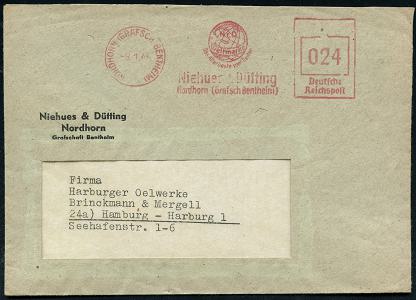 NORDHORN (GRAFSCH. BENTHEIM)
024
Deutsche
Reichspost
Niehues & Dütting
Nordhorn (Grafsch Bentheim)
Niehues & Dütting
Nordhorn
Grafschaft Bentheim
Firma
Harburger Oelwerke
Brinckmann & Mergell
24a) Hamburg - Harburg 1
Seehafenstr. 1-6